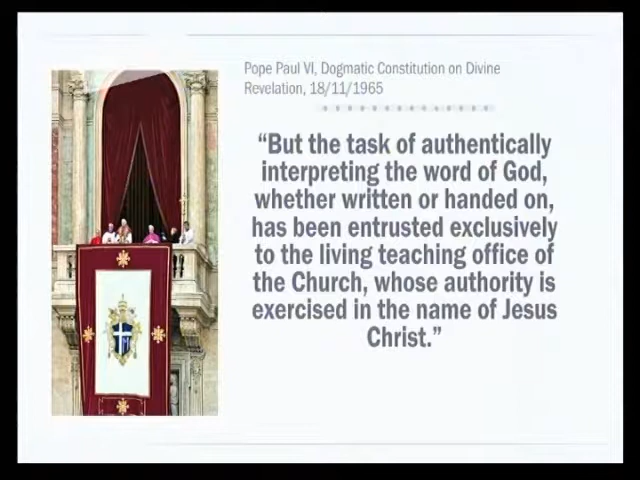 Pope Paul VI, Dogmatic Constitution on Divine
Revelation, 18/11/1965
“But the task of authentically
interpreting the word of God,
whether written or handed on,
has been entrusted exclusively
to the living teaching office of
the Church, whose authority is
exercised in the name of Jesus
Christ.”